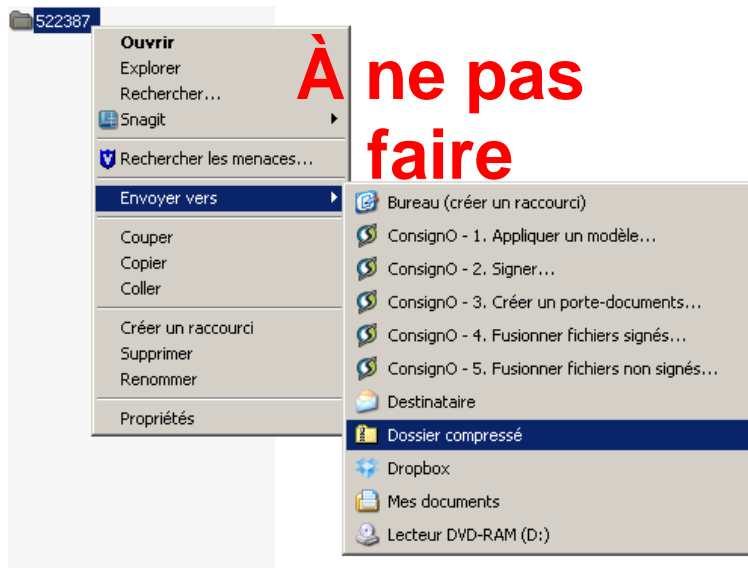 522387
Ouvrir
Explorer
Rechercher...
Snagit
Rechercher les menaces...
Envoyer vers
Couper
Copier
Coller
Créer un raccourci
Supprimer
Renommer
Propriétés
À ne pas
faire
Bureau (créer un raccourci)
ConsignO - 1. Appliquer un modèle...
ConsignO - 2. Signer...
ConsignO - 3. Créer un porte-documents...
ConsignO - 4. Fusionner fichiers signés...
ConsignO - 5. Fusionner fichiers non signés...
Destinataire
Dossier compressé
Dropbox
Mes documents
Lecteur DVD-RAM (D:)